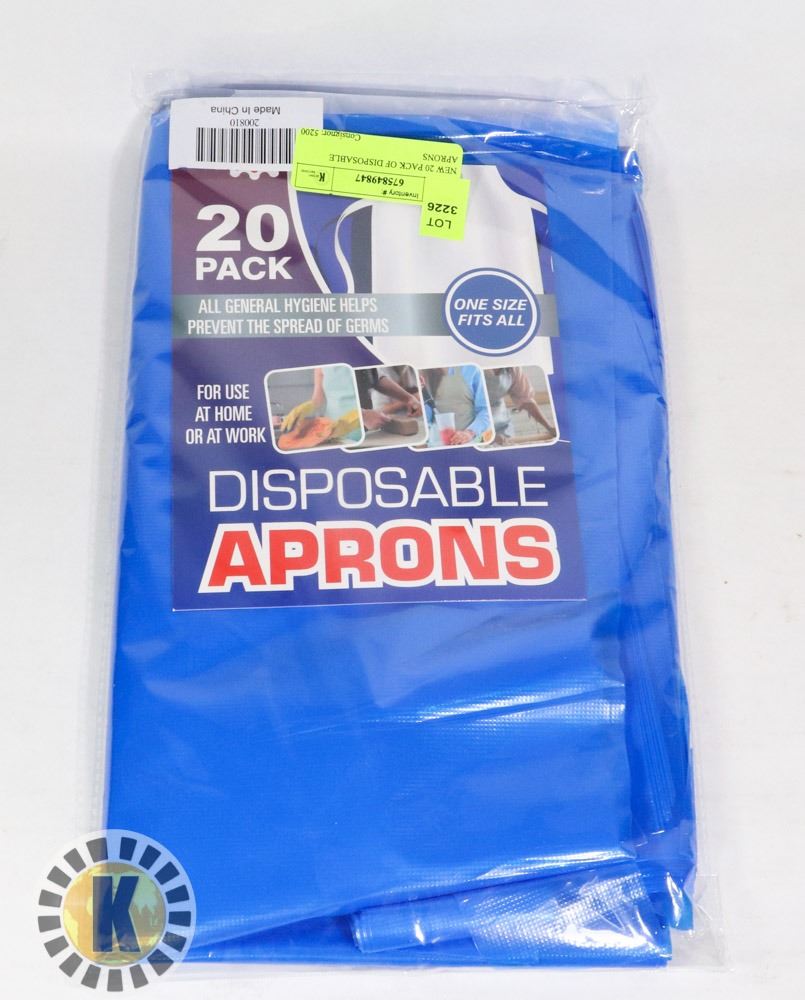 Made In China
200810
Consignor: 5200
NEW 20 PACK OF DISPOSABLE
APRONS
Inventory #:
675849847
K
LOT
3226
20
PACK
ALL GENERAL HYGIENE HELPS
PREVENT THE SPREAD OF GERMS
ONE SIZE
FITS ALL
FOR USE
AT HOME
OR AT WORK
DISPOSABLE
APRONS
K